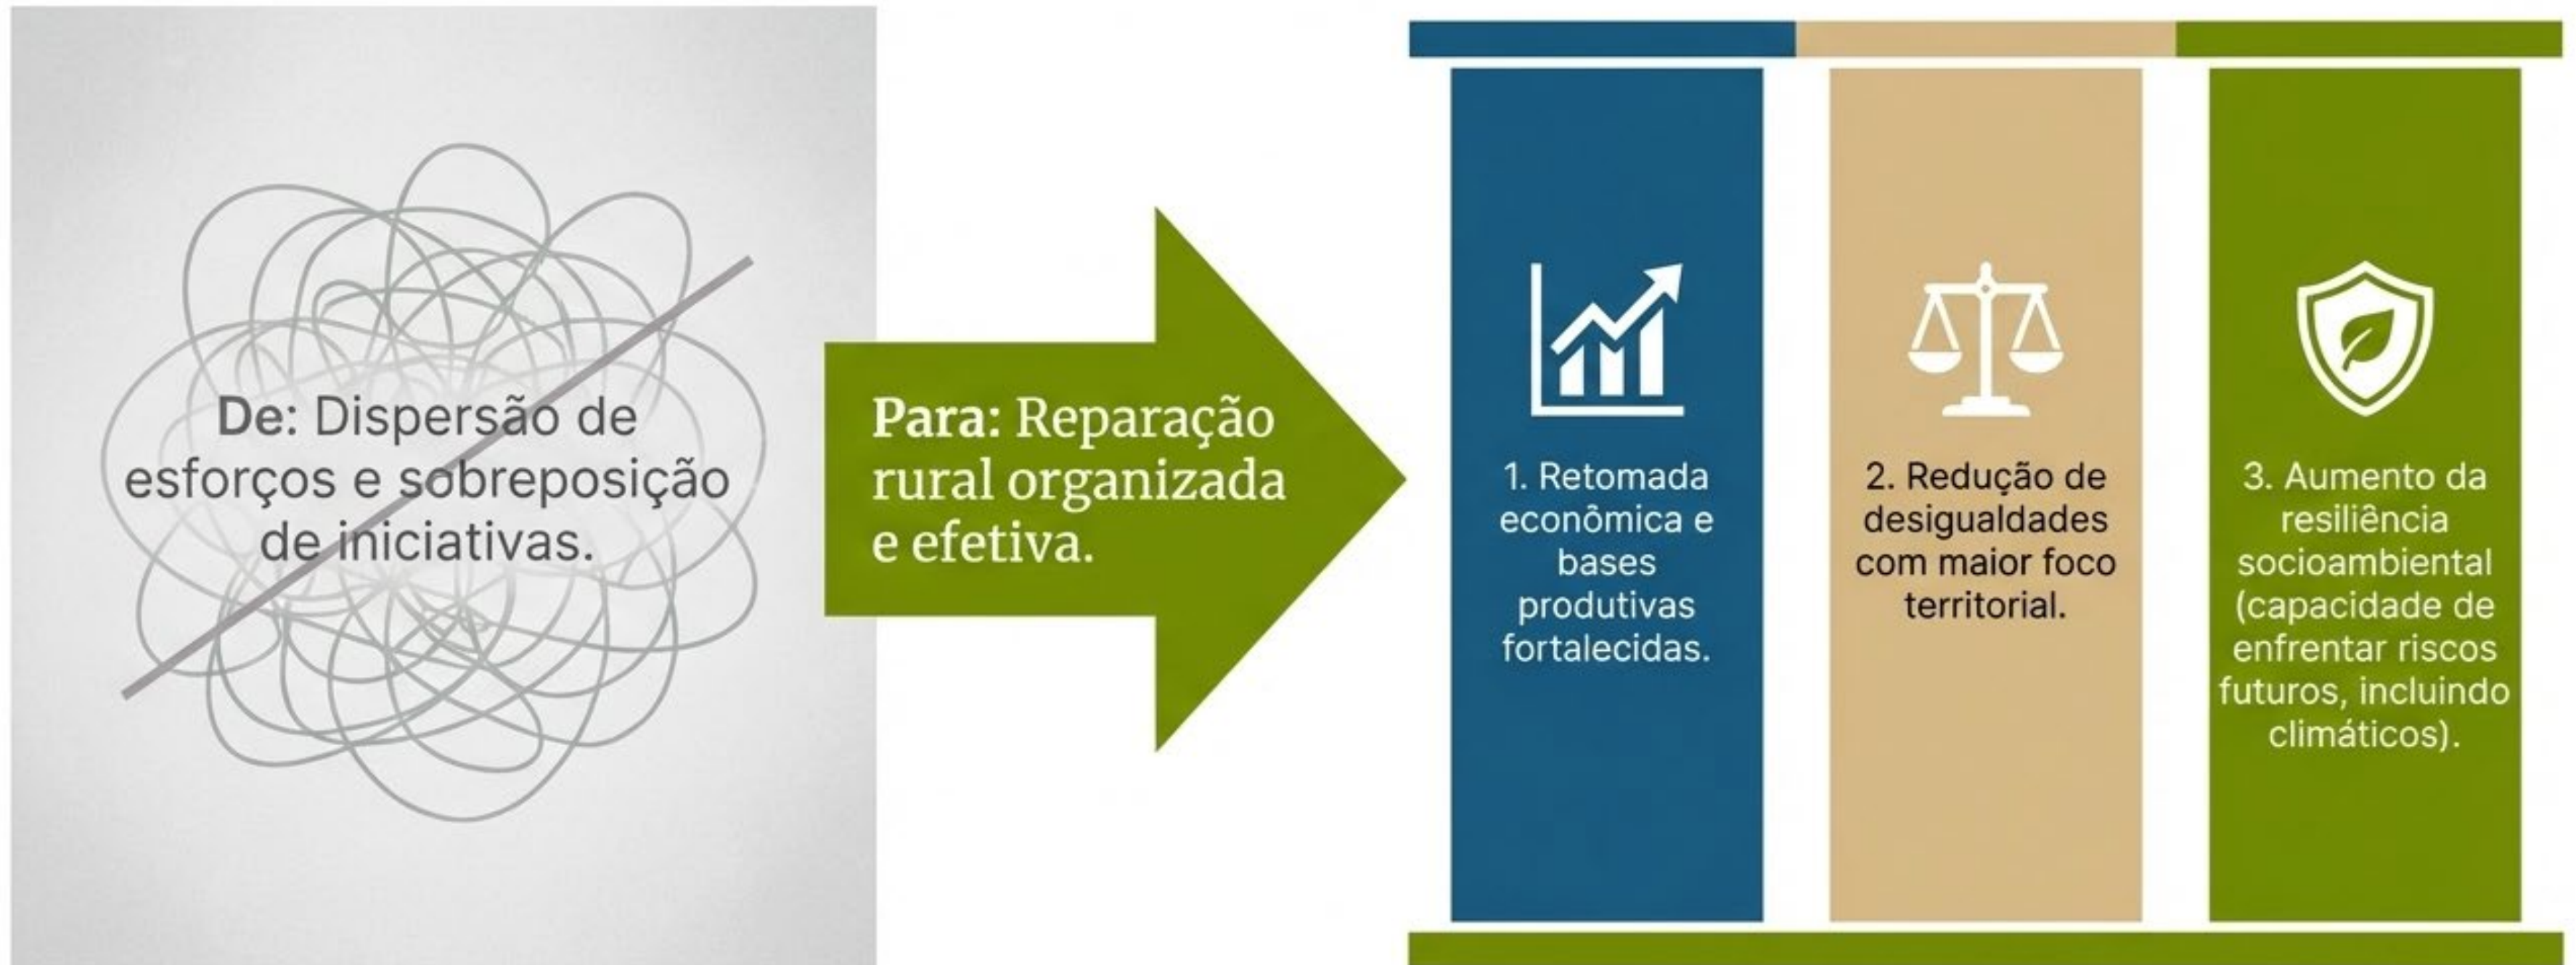 De: Dispersão de
esforços e sobreposição
de iniciativas.
Para: Reparação
rural organizada
e efetiva.
1. Retomada
econômica e
bases
produtivas
fortalecidas.
2. Redução de
desigualdades
com maior foco
territorial.
3. Aumento da
resiliência
socioambiental
(capacidade de
enfrentar riscos
futuros, incluindo
climáticos).